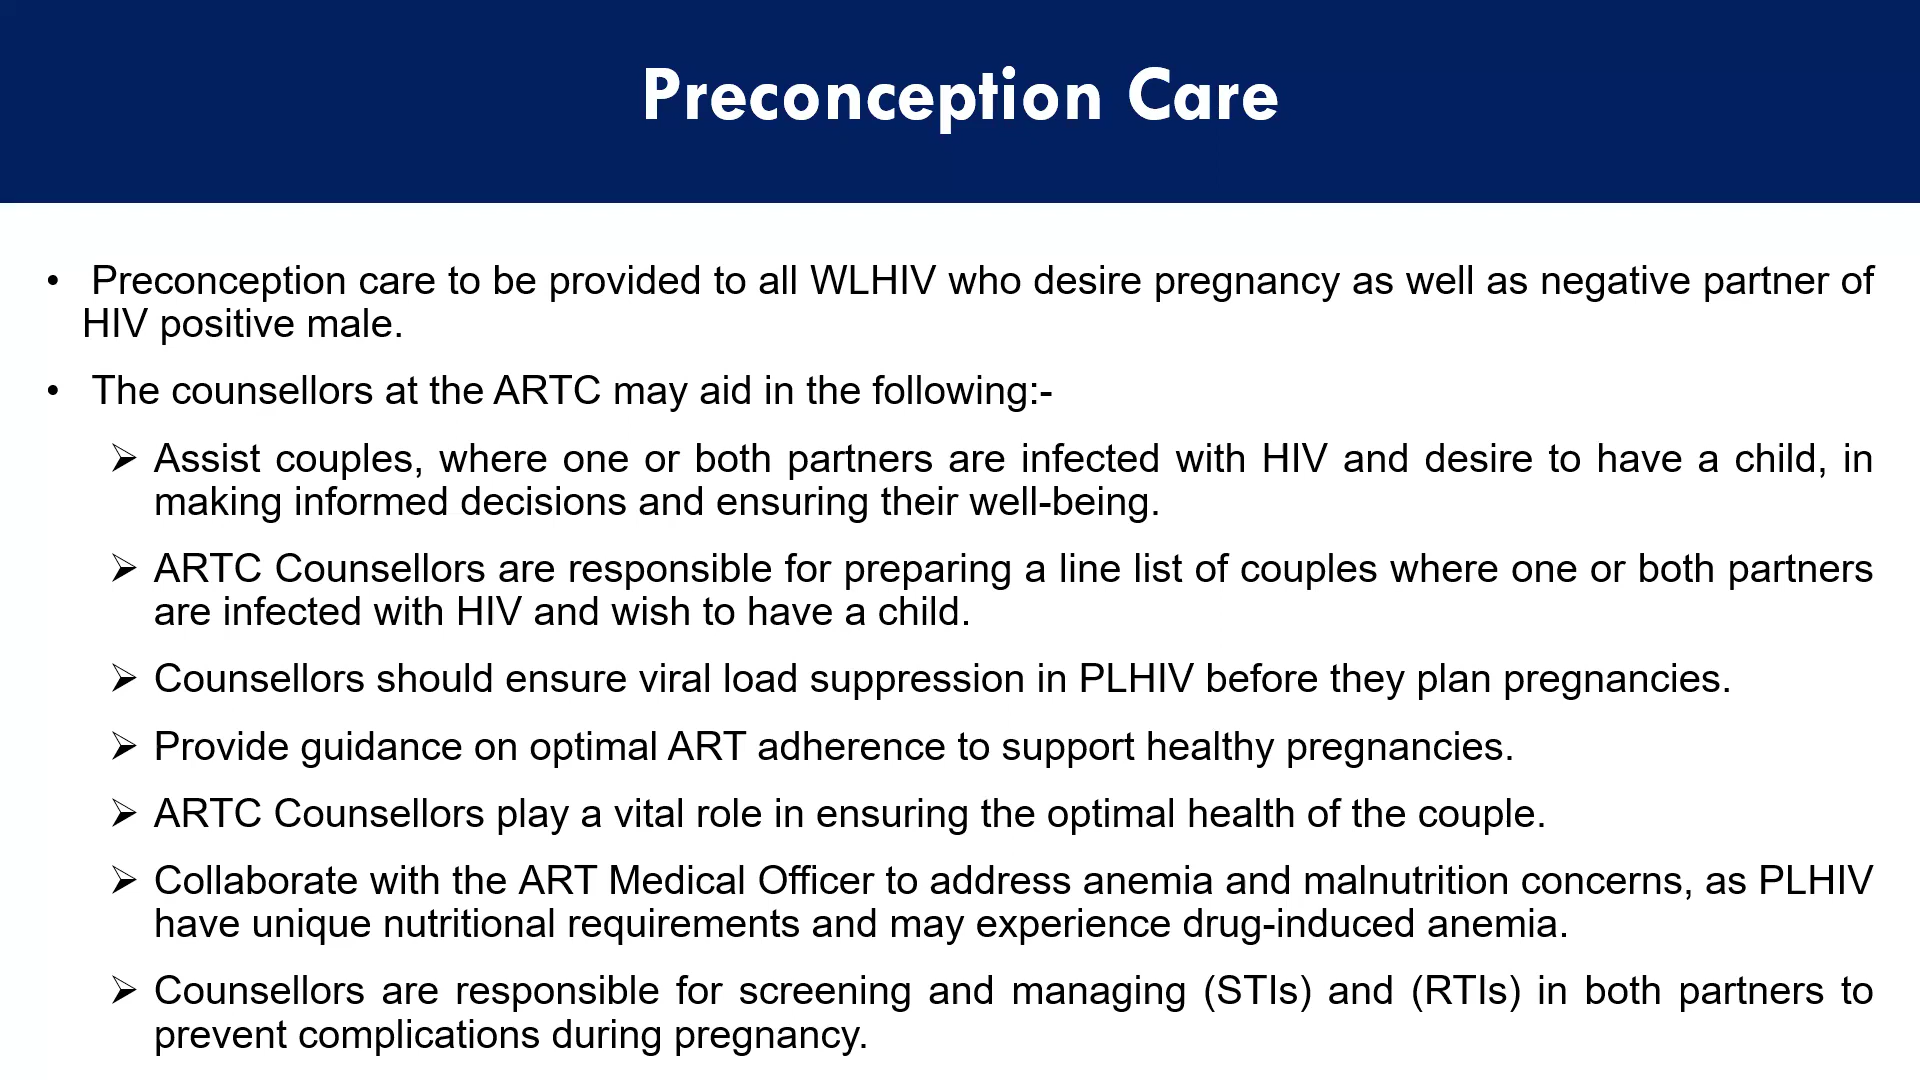 Preconception Care
• Preconception care to be provided to all WLHIV who desire pregnancy as well as negative partner of
HIV positive male.
• The counsellors at the ARTC may aid in the following:-
➢ Assist couples, where one or both partners are infected with HIV and desire to have a child, in
making informed decisions and ensuring their well-being.
➢ ARTC Counsellors are responsible for preparing a line list of couples where one or both partners
are infected with HIV and wish to have a child.
➢ Counsellors should ensure viral load suppression in PLHIV before they plan pregnancies.
➢ Provide guidance on optimal ART adherence to support healthy pregnancies.
➢ ARTC Counsellors play a vital role in ensuring the optimal health of the couple.
➢ Collaborate with the ART Medical Officer to address anemia and malnutrition concerns, as PLHIV
have unique nutritional requirements and may experience drug-induced anemia.
➢ Counsellors are responsible for screening and managing (STIs) and (RTIs) in both partners to
prevent complications during pregnancy.